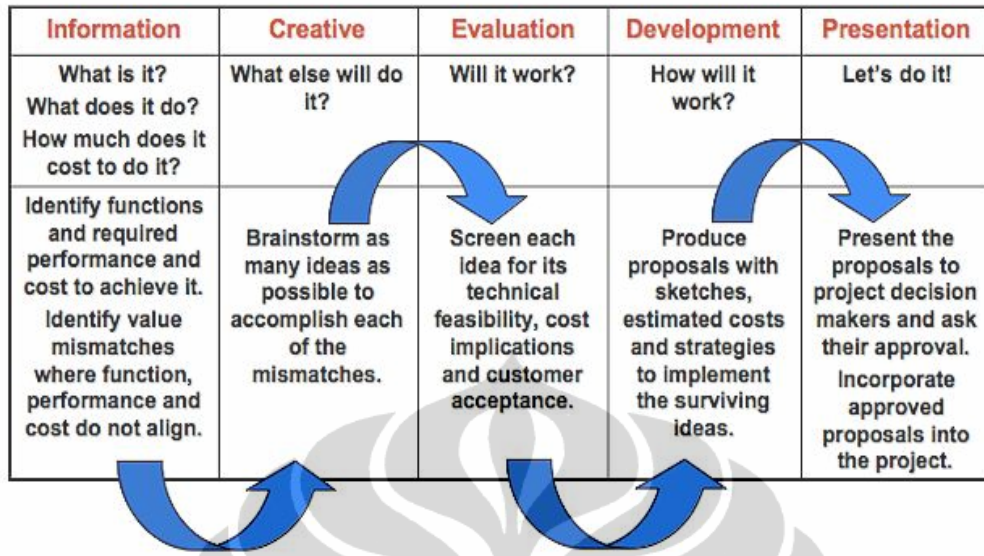 Information
Creative
Evaluation
Development
Presentation
What is it?
What does it do?
How much does it
cost to do it?
What else will do
it?
Will it work?
How will it
work?
Let's do it!
Identify functions
and required
performance and
cost to achieve it.
Identify value
mismatches
where function,
performance and
cost do not align.
Brainstorm as
many ideas as
possible to
accomplish each
of the
mismatches.
Screen each
idea for its
technical
feasibility, cost
implications
and customer
acceptance.
Produce
proposals with
sketches,
estimated costs
and strategies
to implement
the surviving
ideas.
Present the
proposals to
project decision
makers and ask
their approval.
Incorporate
approved
proposals into
the project.